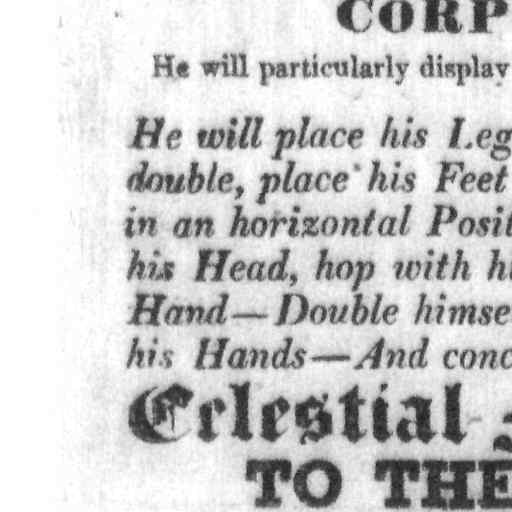 CORP
He will particularly display
He will place his Leg
double, place his Feet
in an horizontal Posit
his Head, hop with hi
Hand—Double himse
his Hands—And conc
Celestial
TO THE